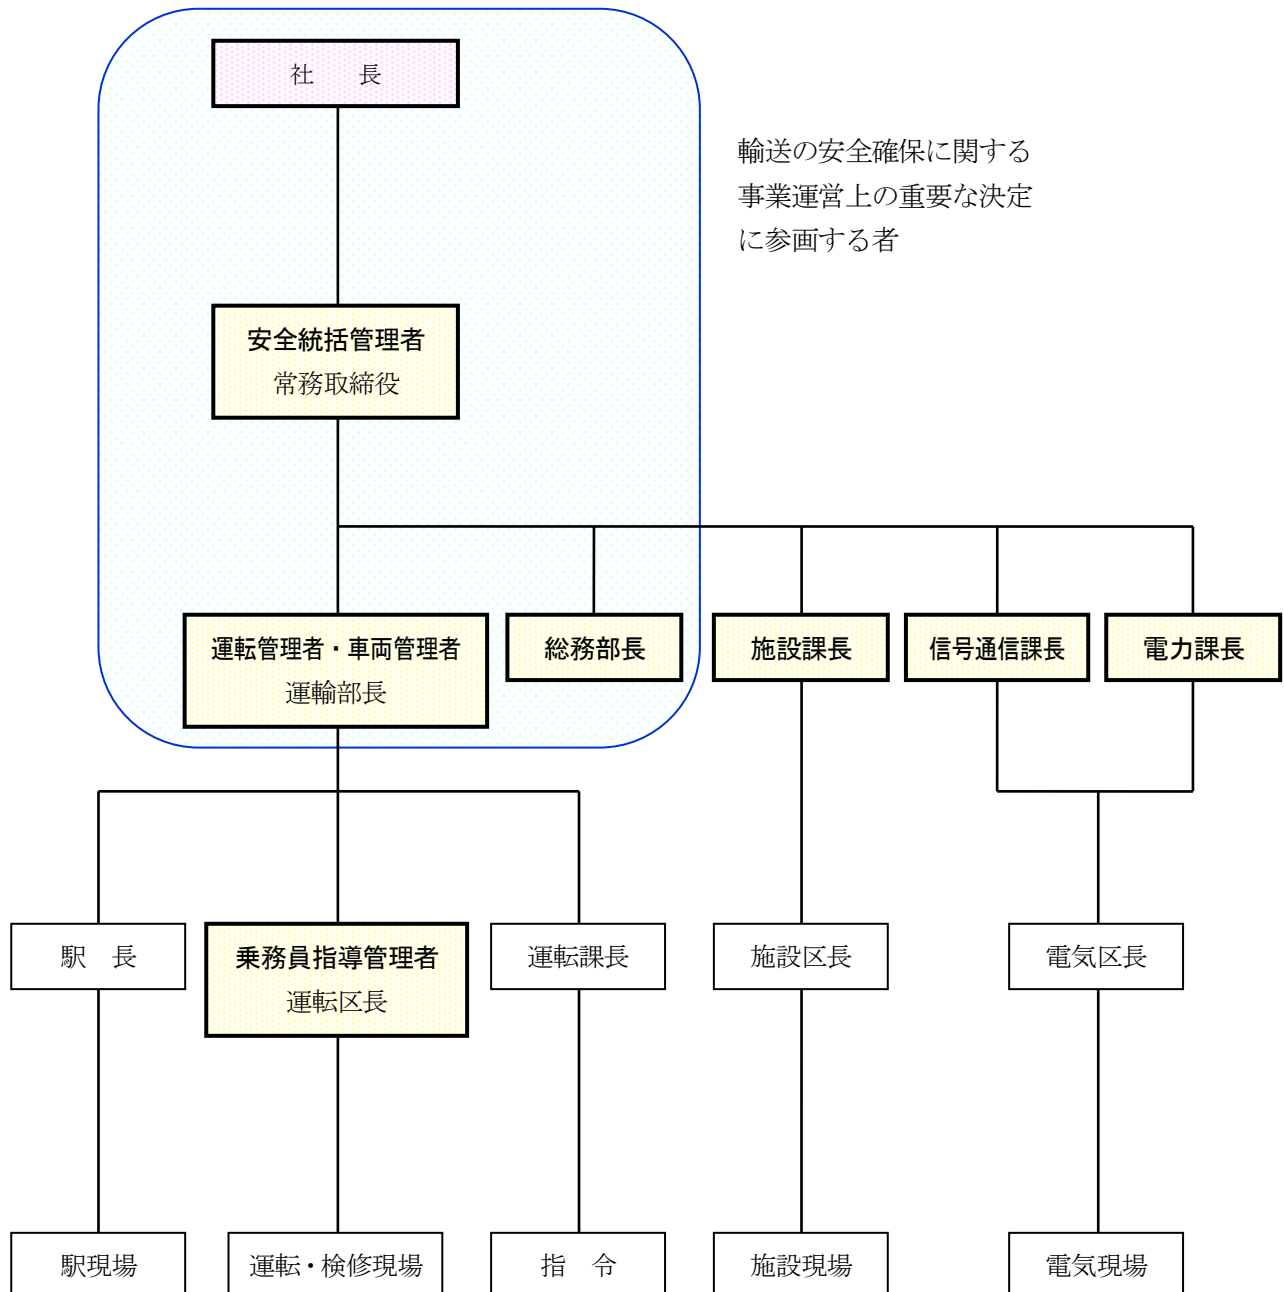 社　長
輸送の安全確保に関する
事業運営上の重要な決定
に参画する者
安全統括管理者
常務取締役
運転管理者・車両管理者
運輸部長
総務部長
施設課長
信号通信課長
電力課長
駅　長
乗務員指導管理者
運転区長
運転課長
施設区長
電気区長
駅現場
運転・検修現場
指　令
施設現場
電気現場